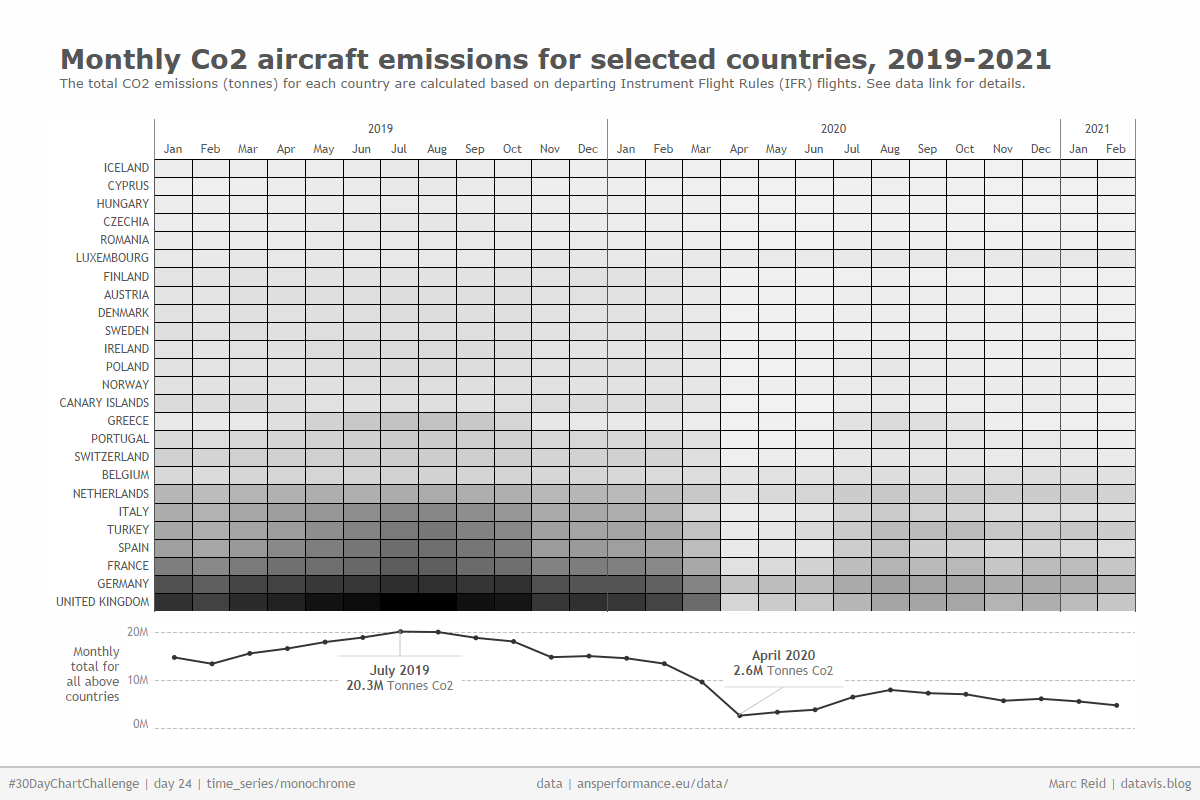 Monthly Co2 aircraft emissions for selected countries, 2019-2021
The total CO2 emissions (tonnes) for each country are calculated based on departing Instrument Flight Rules (IFR) flights. See data link for details.
2019 2020 2021
Jan Feb Mar Apr May Jun Jul Aug Sep Oct Nov Dec Jan Feb Mar Apr May Jun Jul Aug Sep Oct Nov Dec Jan Feb
ICELAND
CYPRUS
HUNGARY
CZECHIA
ROMANIA
LUXEMBOURG
FINLAND
AUSTRIA
DENMARK
SWEDEN
IRELAND
POLAND
NORWAY
CANARY ISLANDS
GREECE
PORTUGAL
SWITZERLAND
BELGIUM
NETHERLANDS
ITALY
TURKEY
SPAIN
FRANCE
GERMANY
UNITED KINGDOM
Monthly
total for
all above
countries
20M
10M
0M
July 2019
20.3M Tonnes Co2
April 2020
2.6M Tonnes Co2
#30DayChartChallenge | day 24 | time_series/monochrome
data | ansperformance.eu/data/
Marc Reid | datavis.blog